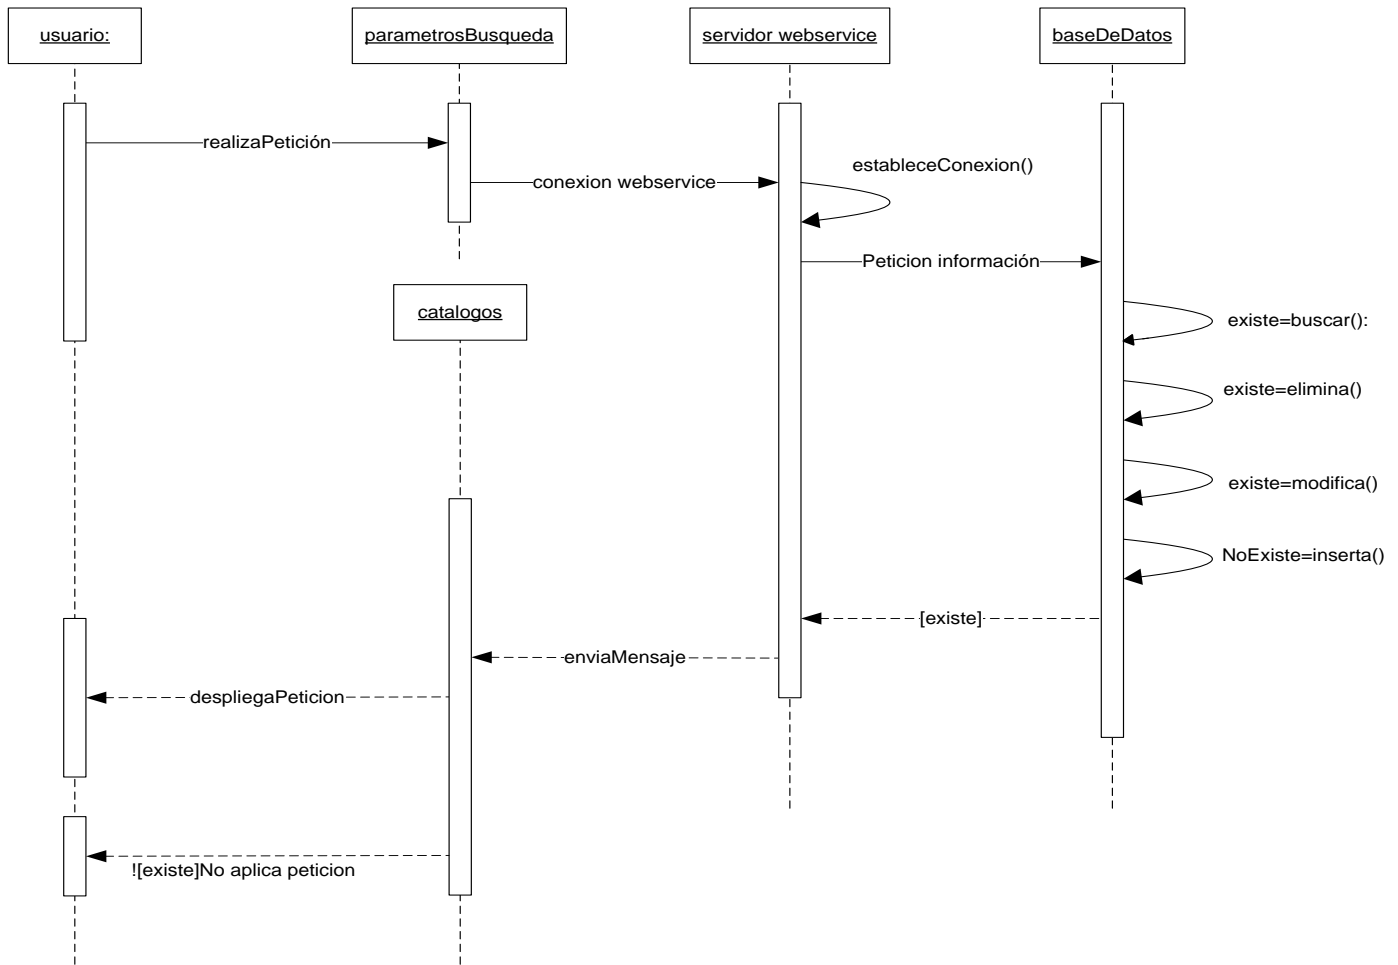 usuario:
parametrosBusqueda
servidor webservice
baseDeDatos
realizaPetición
conexion webservice
estableceConexion()
Peticion información
catalogos
existe=buscar():
existe=elimina()
existe=modifica()
NoExiste=inserta()
[existe]
enviaMensaje
despliegaPeticion
![existe]No aplica peticion